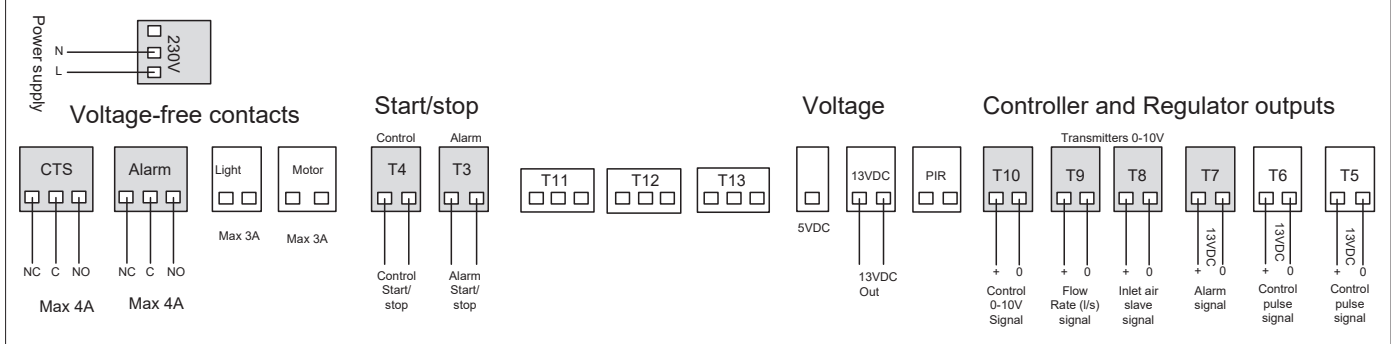 Power supply
N
L
230V
Voltage-free contacts
Start/stop
Voltage
Controller and Regulator outputs
Control
Alarm
Transmitters 0-10V
CTS
Alarm
Light
Motor
T4
T3
T11
T12
T13
13VDC
PIR
T10
T9
T8
T7
T6
T5
Max 3A
Max 3A
5VDC
13VDC
13VDC
13VDC
NC C NO
NC C NO
Max 4A
Max 4A
Control
Start/
stop
Alarm
Start/
stop
13VDC
Out
+ 0
Control
0-10V
Signal
+ 0
Flow
Rate (l/s)
signal
+ 0
Inlet air
slave
signal
+ 0
Alarm
signal
+ 0
Control
pulse
signal
+ 0
Control
pulse
signal